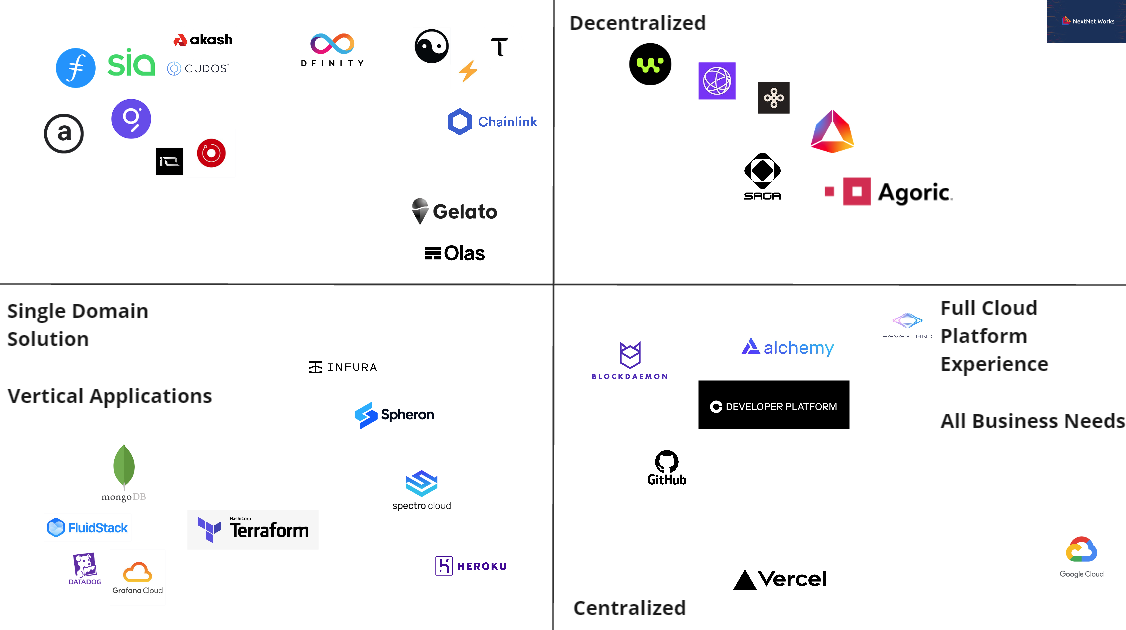 Decentralized
NextNet Works
akash
sia
CUDOS
DFINITY
T
Chainlink
a
SAGA
Agoric.
Gelato
Olas
Single Domain
Solution
Vertical Applications
INFURA
Spheron
mongoDB
FluidStack
HashiCorp
Terraform
spectro cloud
DATADOG
Grafana Cloud
HEROKU
Full Cloud
Platform
Experience
All Business Needs
BLOCKDAEMON
alchemy
DEVELOPER PLATFORM
GitHub
Google Cloud
Vercel
Centralized